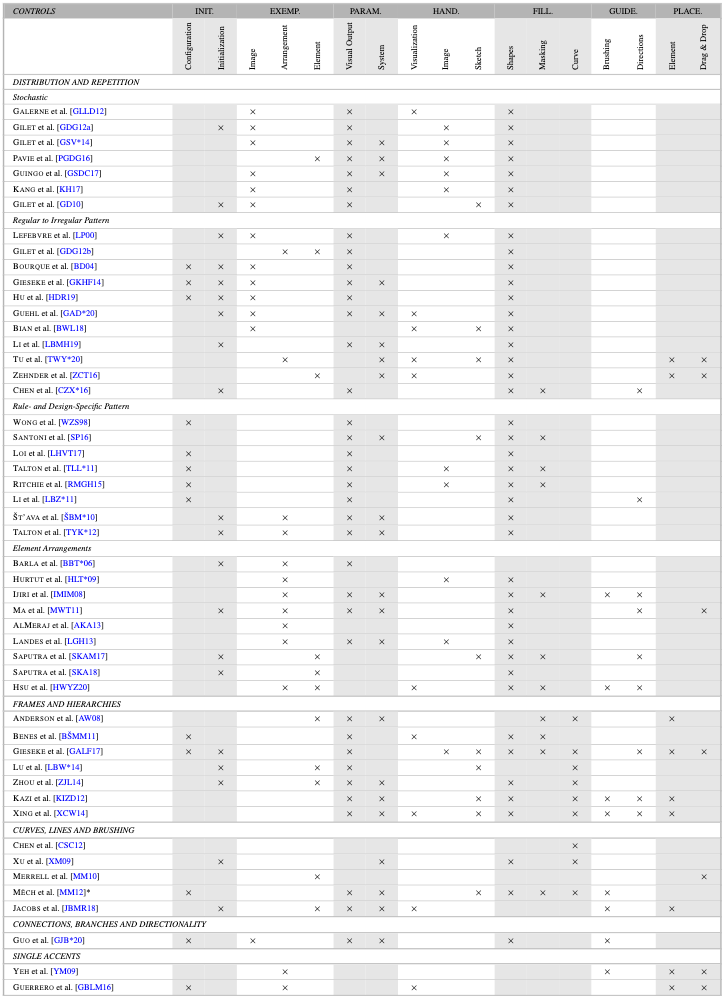 CONTROLS INIT. EXEMP. PARAM. HAND. FILL. GUIDE. PLACE.
Configuration Initialization Image Arrangement Element Visual Output System Visualization Image Sketch Shapes Masking Curve Brushing Directions Element Drag & Drop
DISTRIBUTION AND REPETITION
Stochastic
GALERNE et al. [GLLD12] × × × ×
GILET et al. [GDG12a] × × × × ×
GILET et al. [GSV*14] × × × × ×
PAVIE et al. [PGDG16] × × × × ×
GUINGO et al. [GSDC17] × × × × ×
KANG et al. [KH17] × × × ×
GILET et al. [GD10] × × × × ×
Regular to Irregular Pattern
LEFEBVRE et al. [LP00] × × × × ×
GILET et al. [GDG12b] × × × ×
BOURQUE et al. [BD04] × × × × ×
GIESEKE et al. [GKHF14] × × × × × ×
HU et al. [HDR19] × × × × ×
GUEHL et al. [GAD*20] × × × × × ×
BIAN et al. [BWL18] × × × ×
LI et al. [LBMH19] × × × ×
TU et al. [TWY*20] × × × × × × ×
ZEHNDER et al. [ZCT16] × × × × × ×
CHEN et al. [CZX*16] × × × × ×
Rule- and Design-Specific Pattern
WONG et al. [WZS98] × × ×
SANTONI et al. [SP16] × × × × ×
LOI et al. [LHVT17] × × ×
TALTON et al. [TLL*11] × × × × ×
RITCHIE et al. [RMGH15] × × × × ×
LI et al. [LBZ*11] × × × ×
ŠT'AVA et al. [ŠBM*10] × × × × ×
TALTON et al. [TYK*12] × × × × ×
Element Arrangements
BARLA et al. [BBT*06] × × ×
HURTUT et al. [HLT*09] × × ×
IJIRI et al. [IMIM08] × × × × × × ×
MA et al. [MWT11] × × × × × × ×
ALMERAJ et al. [AKA13] × ×
LANDES et al. [LGH13] × × × × ×
SAPUTRA et al. [SKAM17] × × × × × ×
SAPUTRA et al. [SKA18] × × ×
HSU et al. [HWYZ20] × × × × × × ×
FRAMES AND HIERARCHIES
ANDERSON et al. [AW08] × × × × × ×
BENES et al. [BŠMM11] × × × × ×
GIESEKE et al. [GALF17] × × × × × × × × × × ×
LU et al. [LBW*14] × × × × ×
ZHOU et al. [ZJL14] × × × × × ×
KAZI et al. [KIZD12] × × × × × × × ×
XING et al. [XCW14] × × × × × × × × ×
CURVES, LINES AND BRUSHING
CHEN et al. [CSC12] ×
XU et al. [XM09] × × × ×
MERRELL et al. [MM10] × ×
MĚCH et al. [MM12]* × × × × × × × ×
JACOBS et al. [JBMR18] × × × × × × ×
CONNECTIONS, BRANCHES AND DIRECTIONALITY
GUO et al. [GJB*20] × × × × × ×
SINGLE ACCENTS
YEH et al. [YM09] × × × ×
GUERRERO et al. [GBLM16] × × × × ×